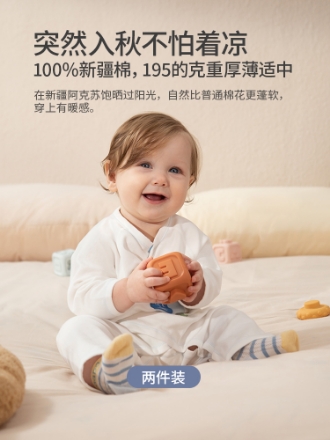 突然入秋不怕着凉
100%新疆棉，195的克重厚薄适中
在新疆阿克苏饱晒过阳光，自然比普通棉花更蓬软，
穿上有暖感。
两件装